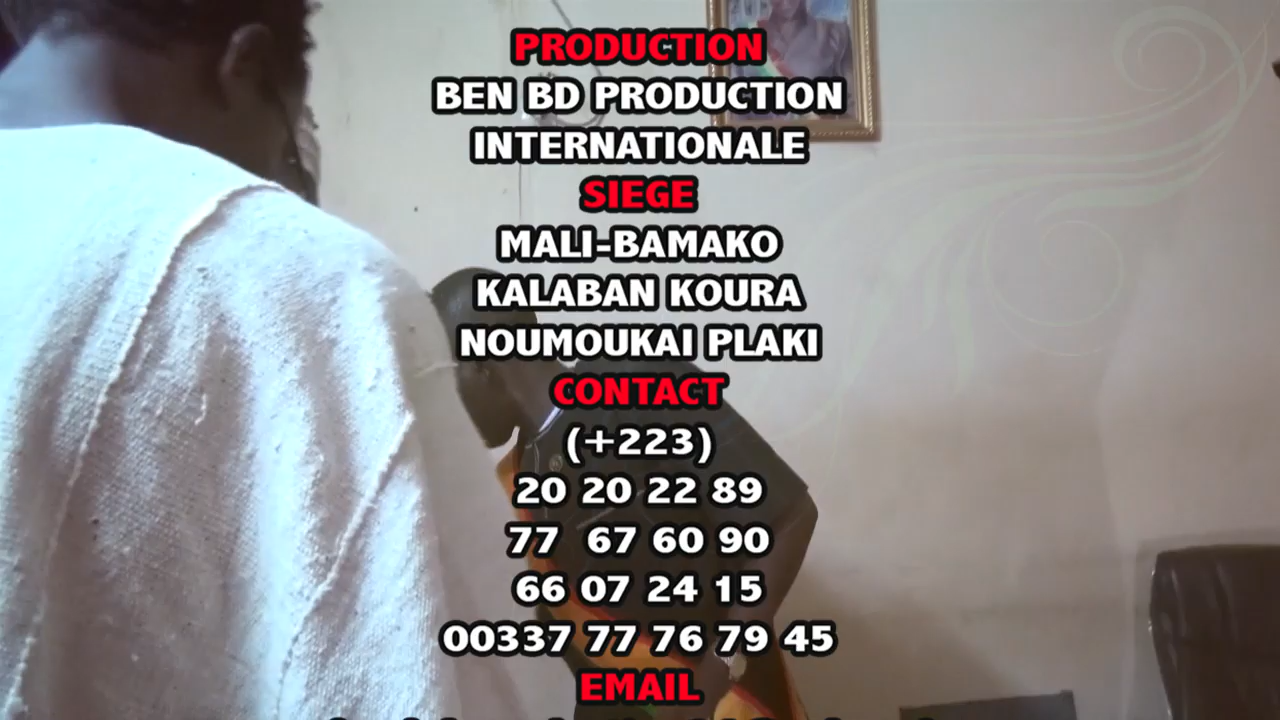 PRODUCTION
BEN BD PRODUCTION
INTERNATIONALE
SIEGE
MALI-BAMAKO
KALABAN KOURA
NOUMOUKAI PLAKI
CONTACT
(+223)
20 20 22 89
77 67 60 90
66 07 24 15
00337 77 76 79 45
EMAIL